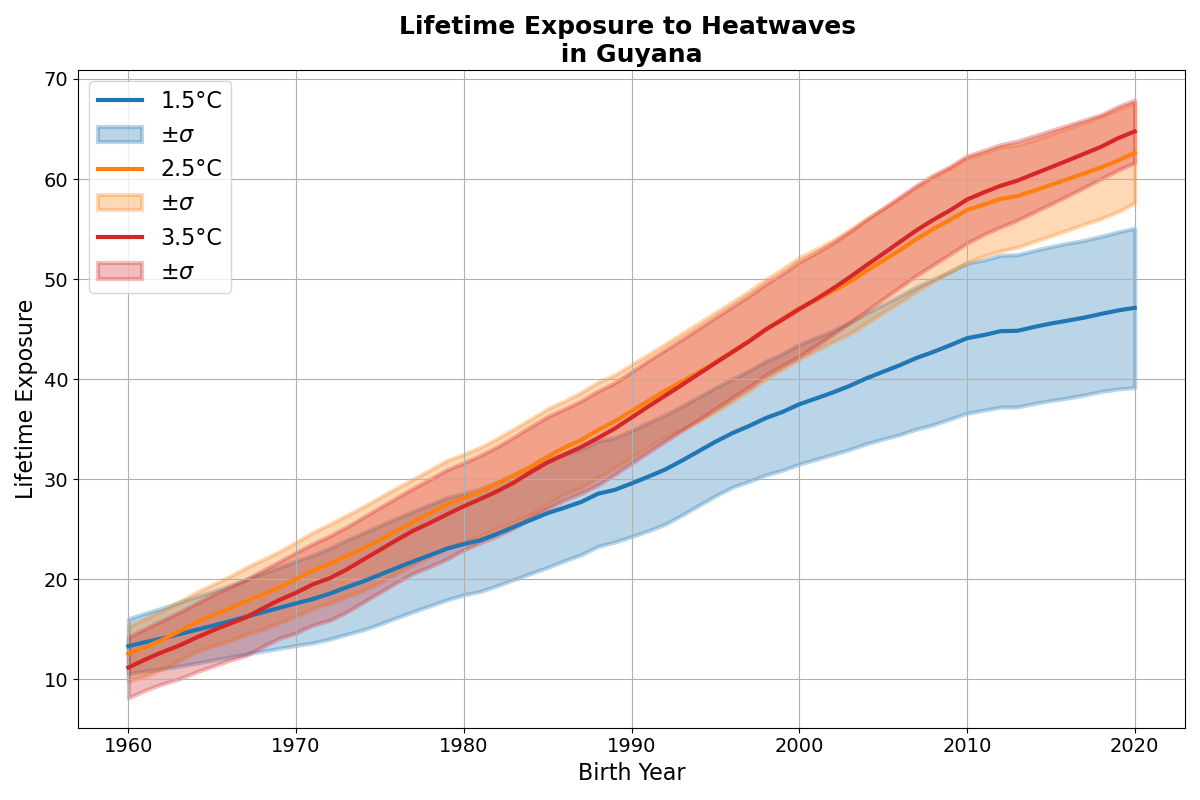 Lifetime Exposure to Heatwaves
in Guyana
70
60
50
40
30
20
10
Lifetime Exposure
1.5°C
±σ
2.5°C
±σ
3.5°C
±σ
1960 1970 1980 1990 2000 2010 2020
Birth Year